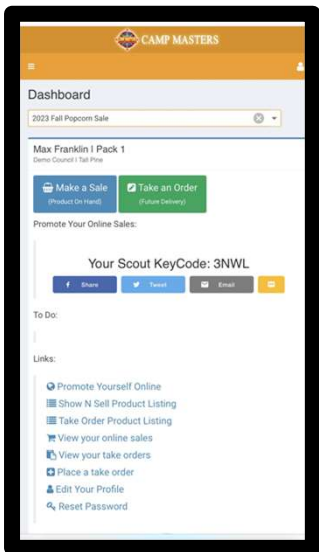 CAMP MASTERS
Dashboard
2023 Fall Popcorn Sale
Max Franklin | Pack 1
Demo Council | Tall Pine
Make a Sale
(Product On Hand)
Take an Order
(Future Delivery)
Promote Your Online Sales:
Your Scout KeyCode: 3NWL
Share
Tweet
Email
To Do:
Links:
Promote Yourself Online
Show N Sell Product Listing
Take Order Product Listing
View your online sales
View your take orders
Place a take order
Edit Your Profile
Reset Password